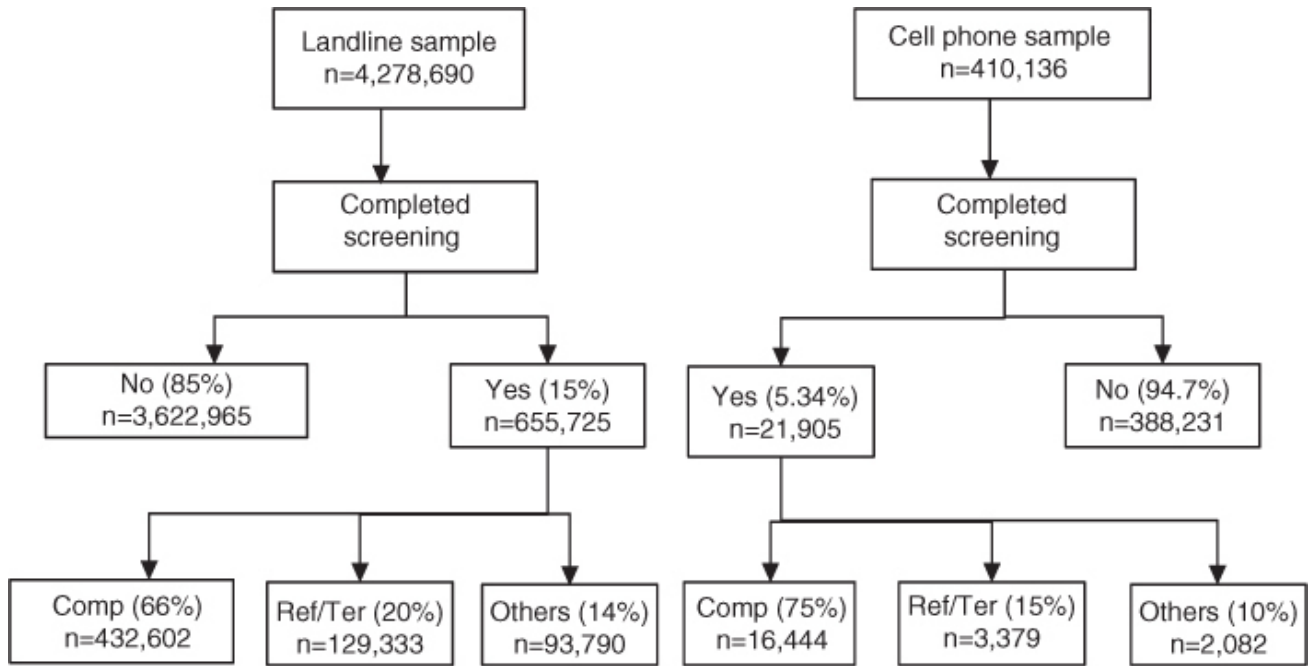 Landline sample
n=4,278,690
Cell phone sample
n=410,136
Completed
screening
Completed
screening
No (85%)
n=3,622,965
Yes (15%)
n=655,725
Yes (5.34%)
n=21,905
No (94.7%)
n=388,231
Comp (66%)
n=432,602
Ref/Ter (20%)
n=129,333
Others (14%)
n=93,790
Comp (75%)
n=16,444
Ref/Ter (15%)
n=3,379
Others (10%)
n=2,082